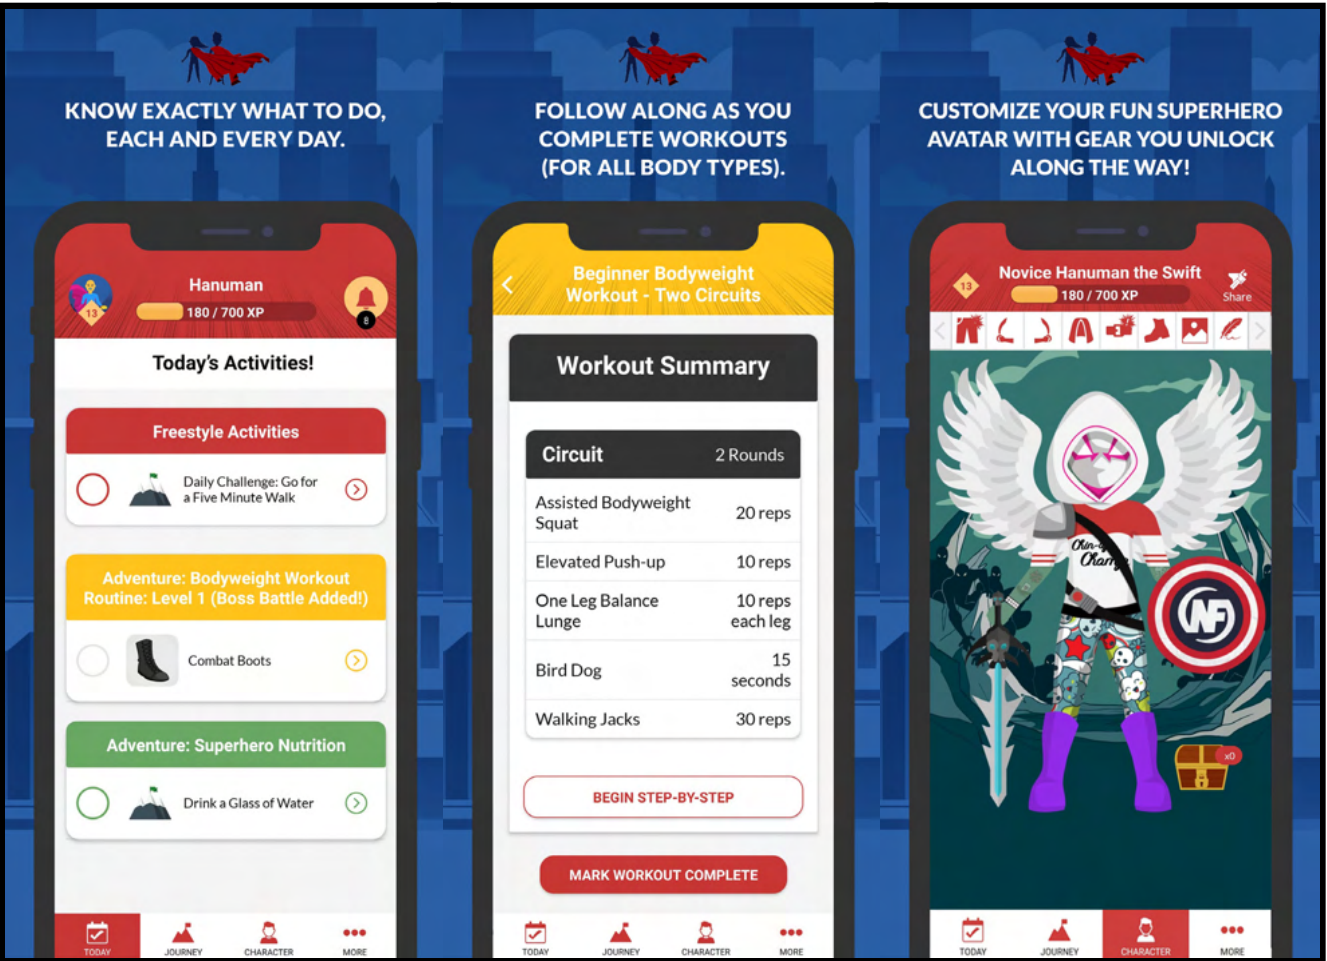 KNOW EXACTLY WHAT TO DO,
EACH AND EVERY DAY.
13
Hanuman
180 / 700 XP
8
Today's Activities!
Freestyle Activities
Daily Challenge: Go for
a Five Minute Walk
Adventure: Bodyweight Workout
Routine: Level 1 (Boss Battle Added!)
Combat Boots
Adventure: Superhero Nutrition
Drink a Glass of Water
TODAY
JOURNEY
CHARACTER
MORE
FOLLOW ALONG AS YOU
COMPLETE WORKOUTS
(FOR ALL BODY TYPES).
Beginner Bodyweight
Workout - Two Circuits
Workout Summary
Circuit 2 Rounds
Assisted Bodyweight
Squat
20 reps
Elevated Push-up 10 reps
One Leg Balance
Lunge
10 reps
each leg
Bird Dog
15
seconds
Walking Jacks 30 reps
BEGIN STEP-BY-STEP
MARK WORKOUT COMPLETE
TODAY
JOURNEY
CHARACTER
MORE
CUSTOMIZE YOUR FUN SUPERHERO
AVATAR WITH GEAR YOU UNLOCK
ALONG THE WAY!
13
Novice Hanuman the Swift
180 / 700 XP
Share
NF
x0
TODAY
JOURNEY
CHARACTER
MORE